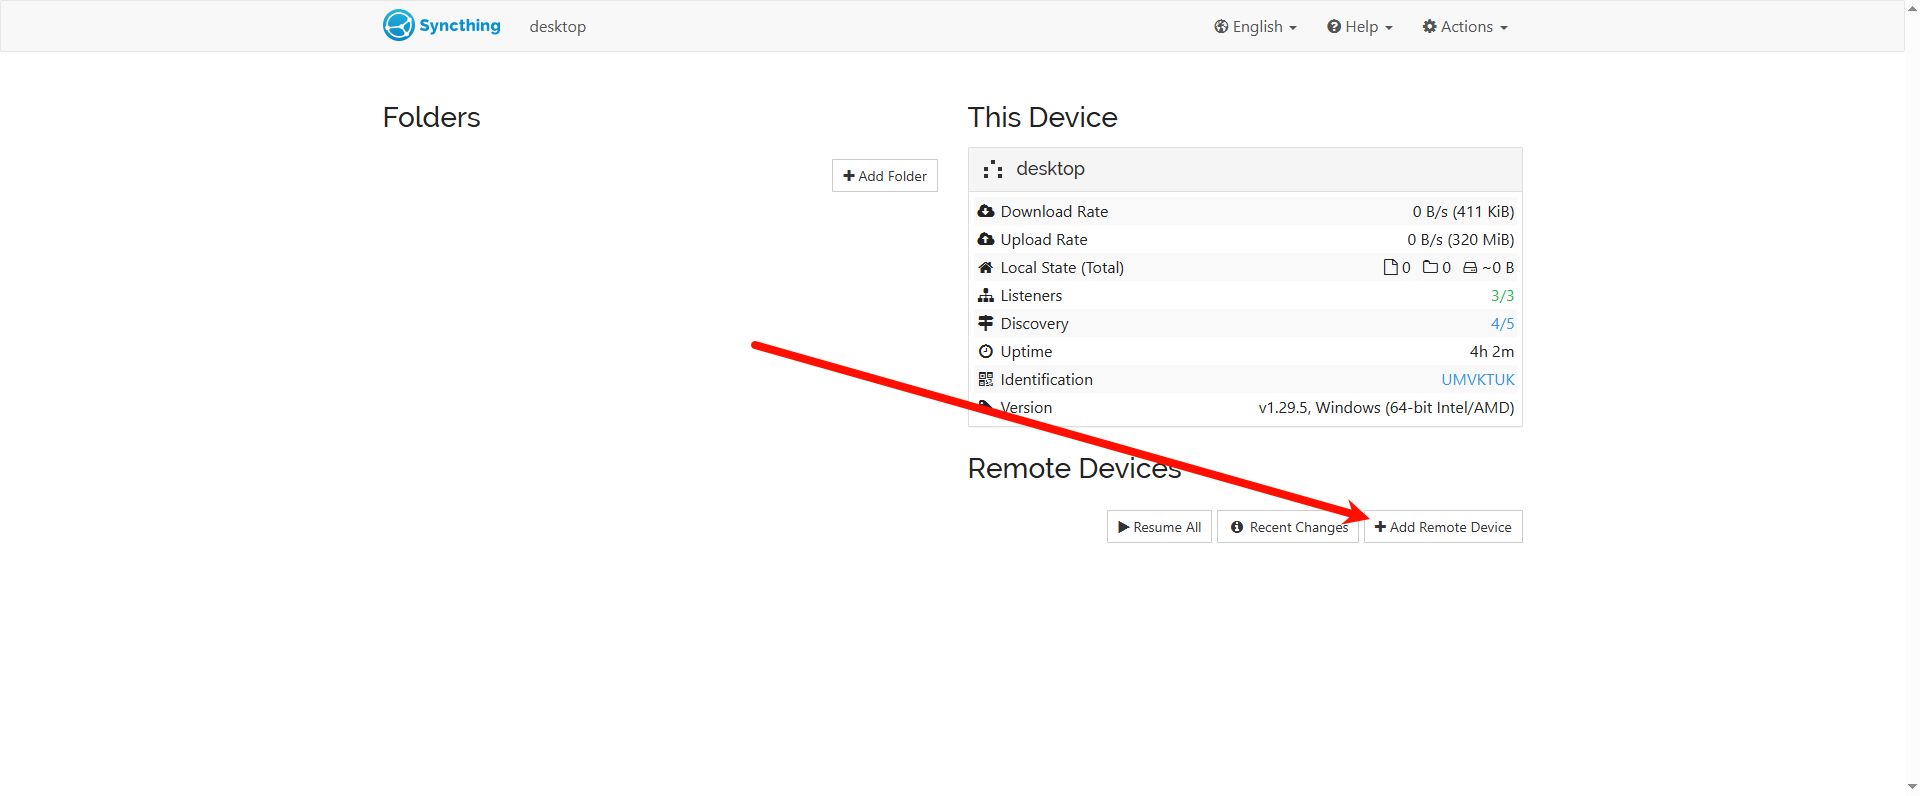 Syncthing desktop English Help Actions
Folders
Add Folder
This Device
desktop
Download Rate 0 B/s (411 KiB)
Upload Rate 0 B/s (320 MiB)
Local State (Total) 0 0 ~0 B
Listeners 3/3
Discovery 4/5
Uptime 4h 2m
Identification UMVKTUK
Version v1.29.5, Windows (64-bit Intel/AMD)
Remote Devices
Resume All Recent Changes Add Remote Device